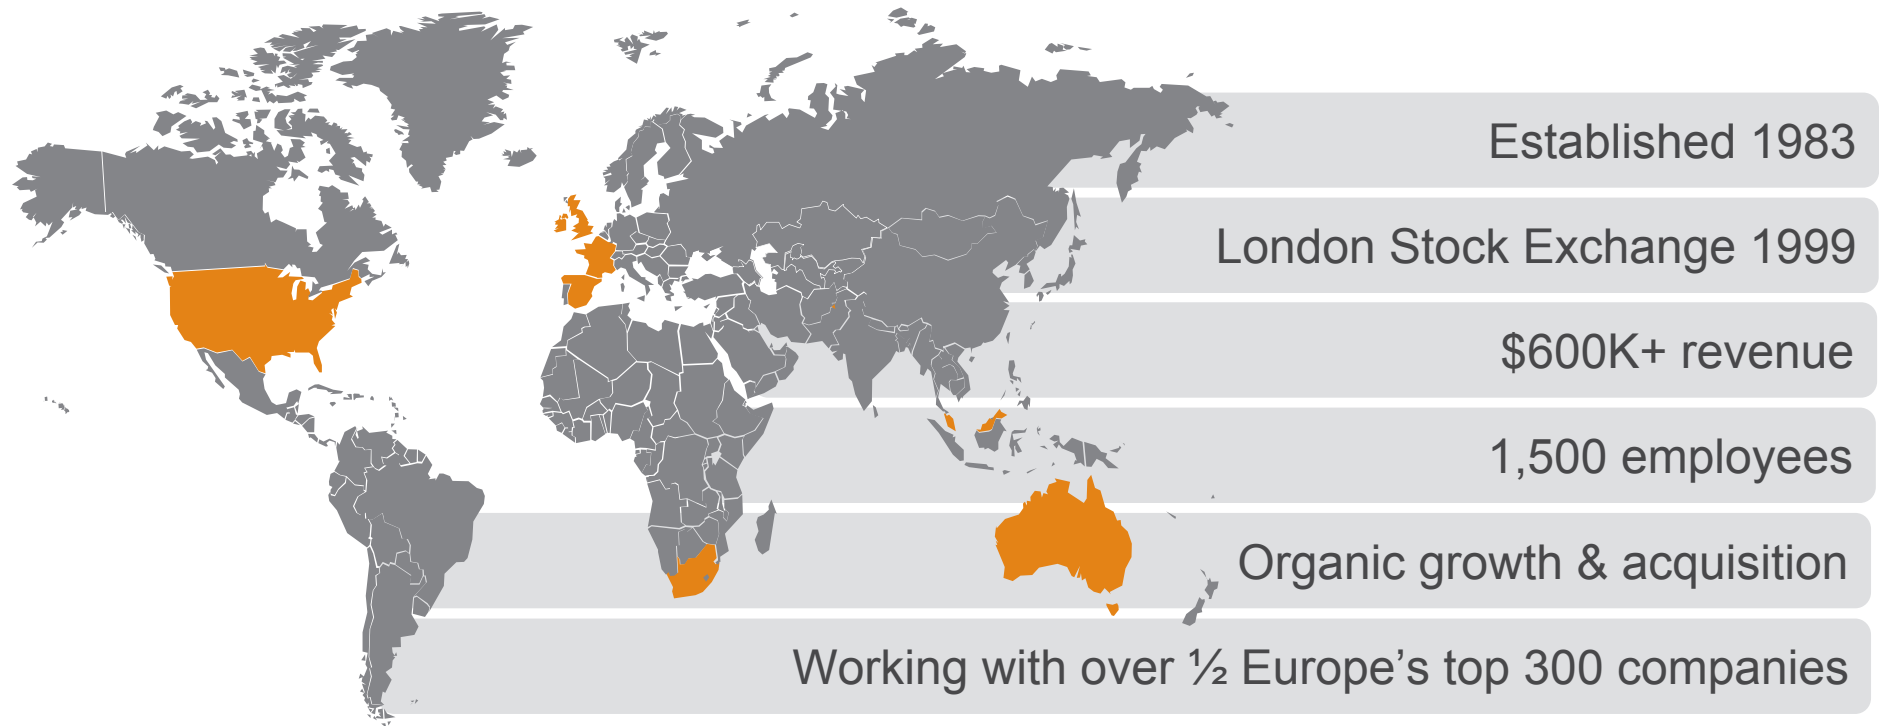 Established 1983
London Stock Exchange 1999
$600K+ revenue
1,500 employees
Organic growth & acquisition
Working with over ½ Europe’s top 300 companies